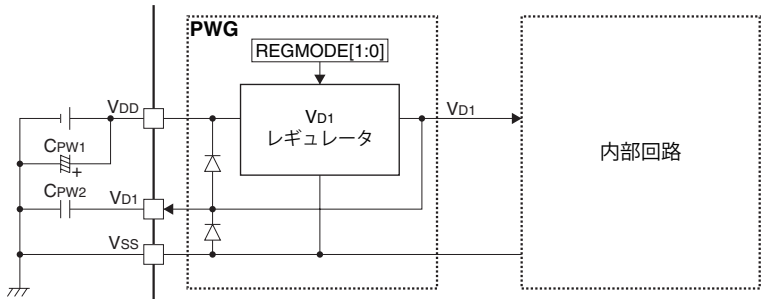 PWG
REGMODE[1:0]
VDD
VD1
レギュレータ
VD1
内部回路
CPW1
+
CPW2
VD1
VSS